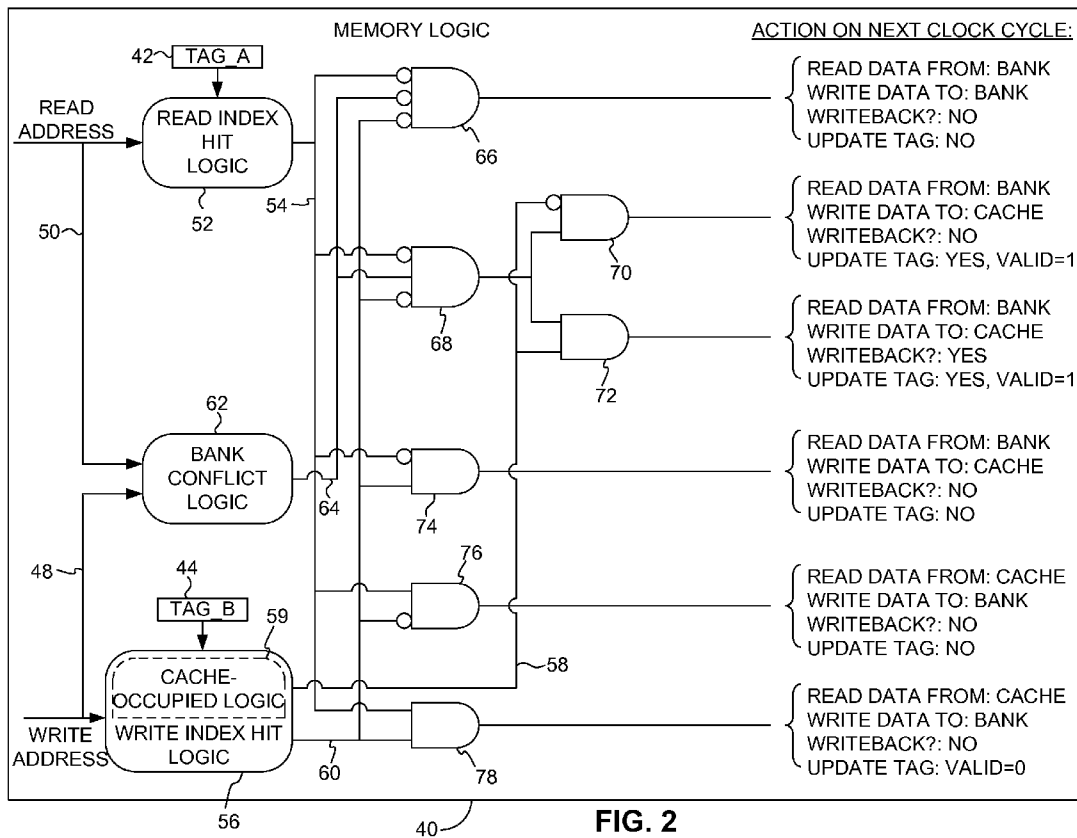 MEMORY LOGIC
ACTION ON NEXT CLOCK CYCLE:
42
TAG_A
READ
ADDRESS
READ INDEX
HIT
LOGIC
52
50
54
66
READ DATA FROM: BANK
WRITE DATA TO: BANK
WRITEBACK?: NO
UPDATE TAG: NO
68
70
READ DATA FROM: BANK
WRITE DATA TO: CACHE
WRITEBACK?: NO
UPDATE TAG: YES, VALID=1
72
READ DATA FROM: BANK
WRITE DATA TO: CACHE
WRITEBACK?: YES
UPDATE TAG: YES, VALID=1
62
BANK
CONFLICT
LOGIC
64
74
READ DATA FROM: BANK
WRITE DATA TO: CACHE
WRITEBACK?: NO
UPDATE TAG: NO
48
44
TAG_B
59
76
READ DATA FROM: CACHE
WRITE DATA TO: BANK
WRITEBACK?: NO
UPDATE TAG: NO
CACHE-
OCCUPIED LOGIC
WRITE INDEX HIT
LOGIC
WRITE
ADDRESS
56
58
60
78
READ DATA FROM: CACHE
WRITE DATA TO: BANK
WRITEBACK?: NO
UPDATE TAG: VALID=0
40
FIG. 2